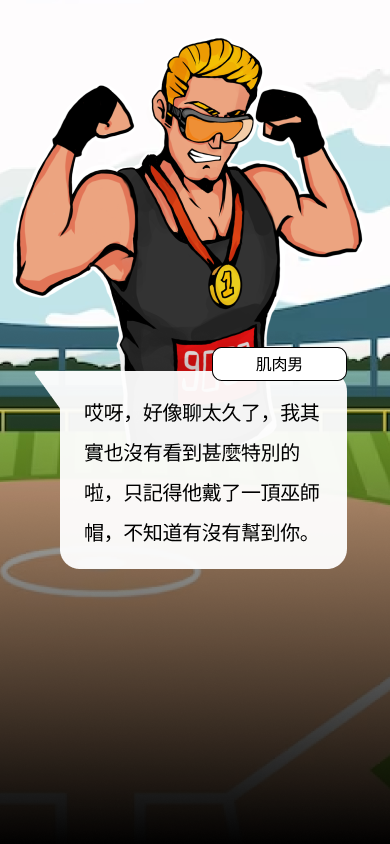 1
肌肉男
哎呀，好像聊太久了，我其
實也沒有看到甚麼特別的
啦，只記得他戴了一頂巫師
帽，不知道有沒有幫到你。